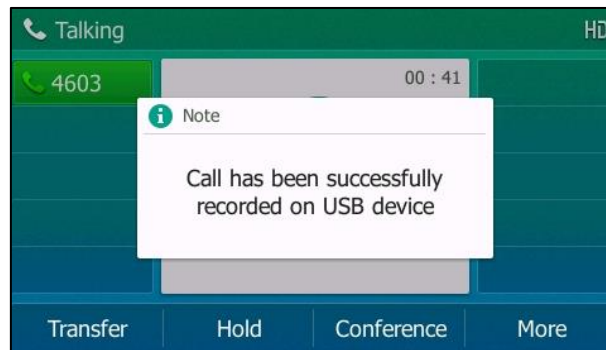 Talking HD
4603
00 : 41
Note
Call has been successfully
recorded on USB device
Transfer Hold Conference More